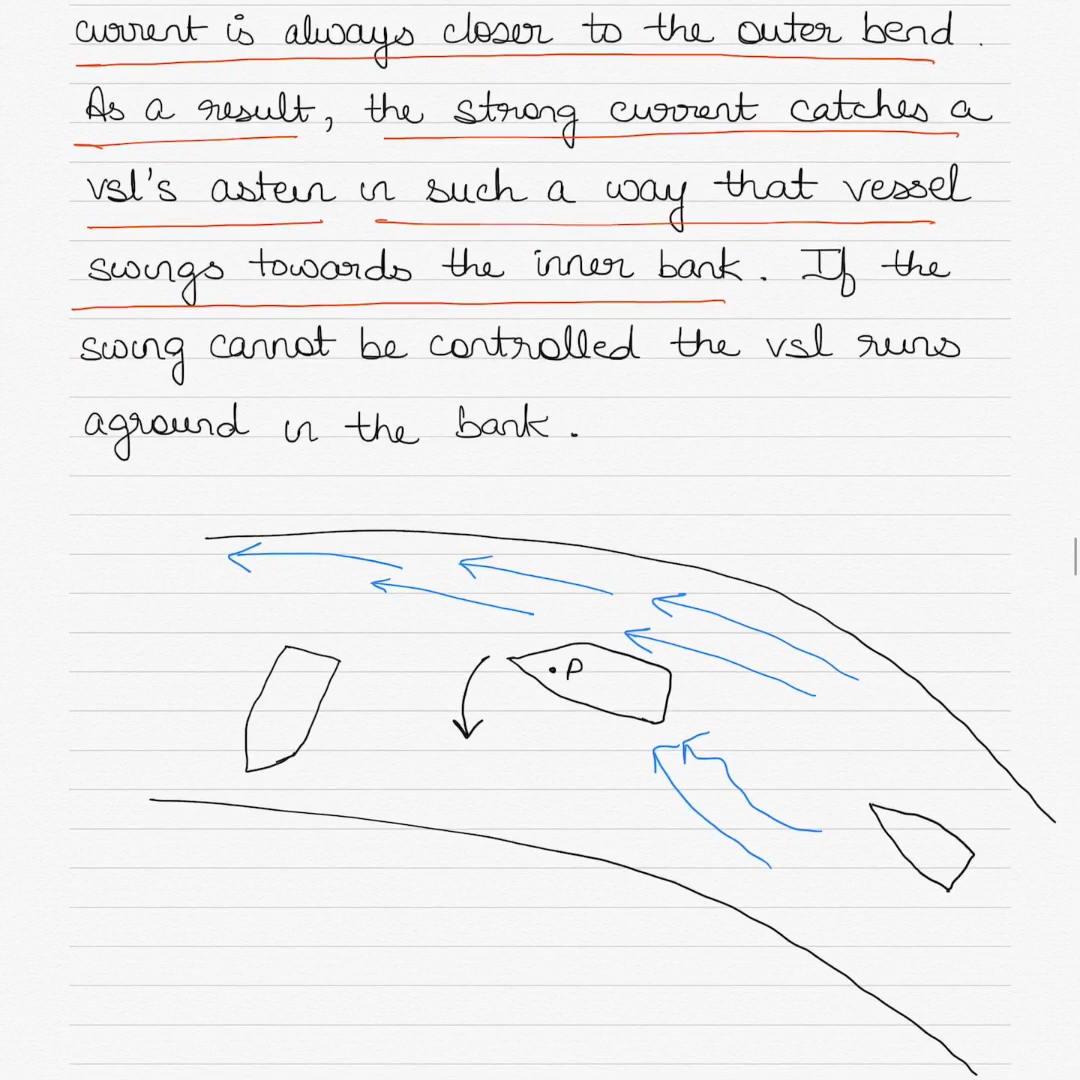 current is always closer to the outer bend.
As a result, the strong current catches a
vsl's astern in such a way that vessel
swings towards the inner bank. If the
swing cannot be controlled the vsl runs
aground in the bank.
P